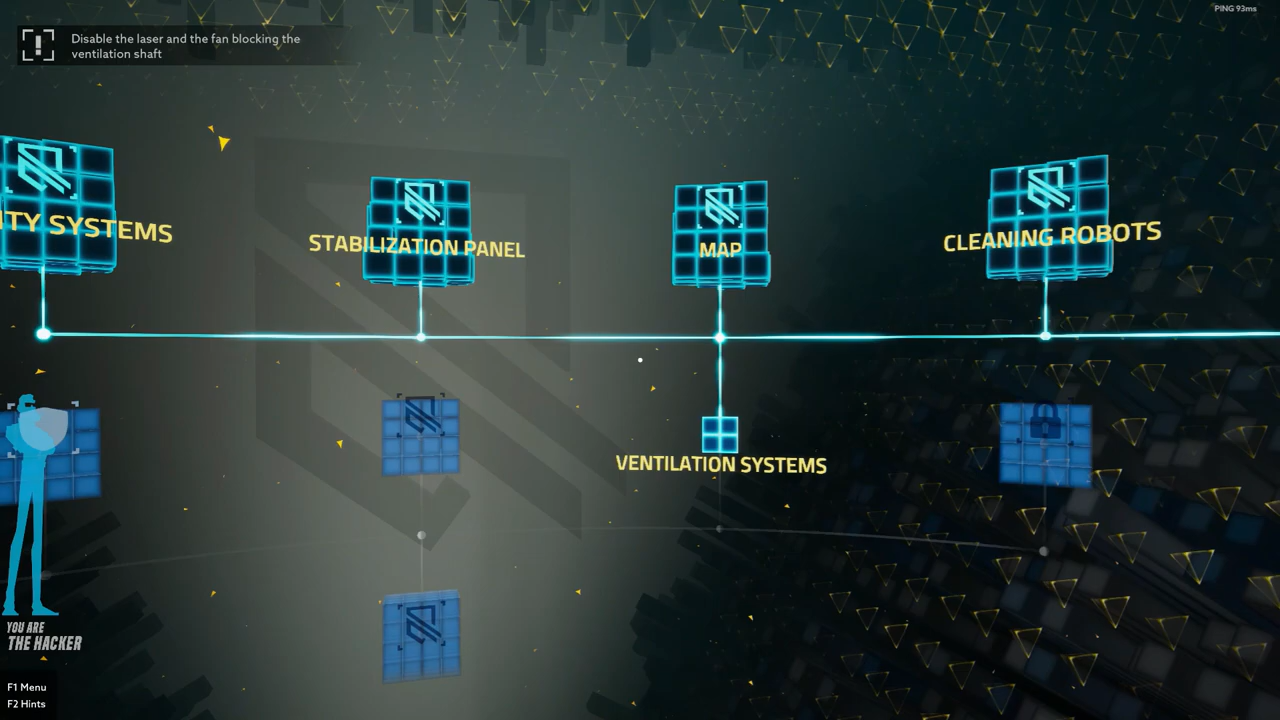 PING 93ms
Disable the laser and the fan blocking the
ventilation shaft
ITY SYSTEMS
STABILIZATION PANEL
MAP
CLEANING ROBOTS
VENTILATION SYSTEMS
YOU ARE
THE HACKER
F1 Menu
F2 Hints